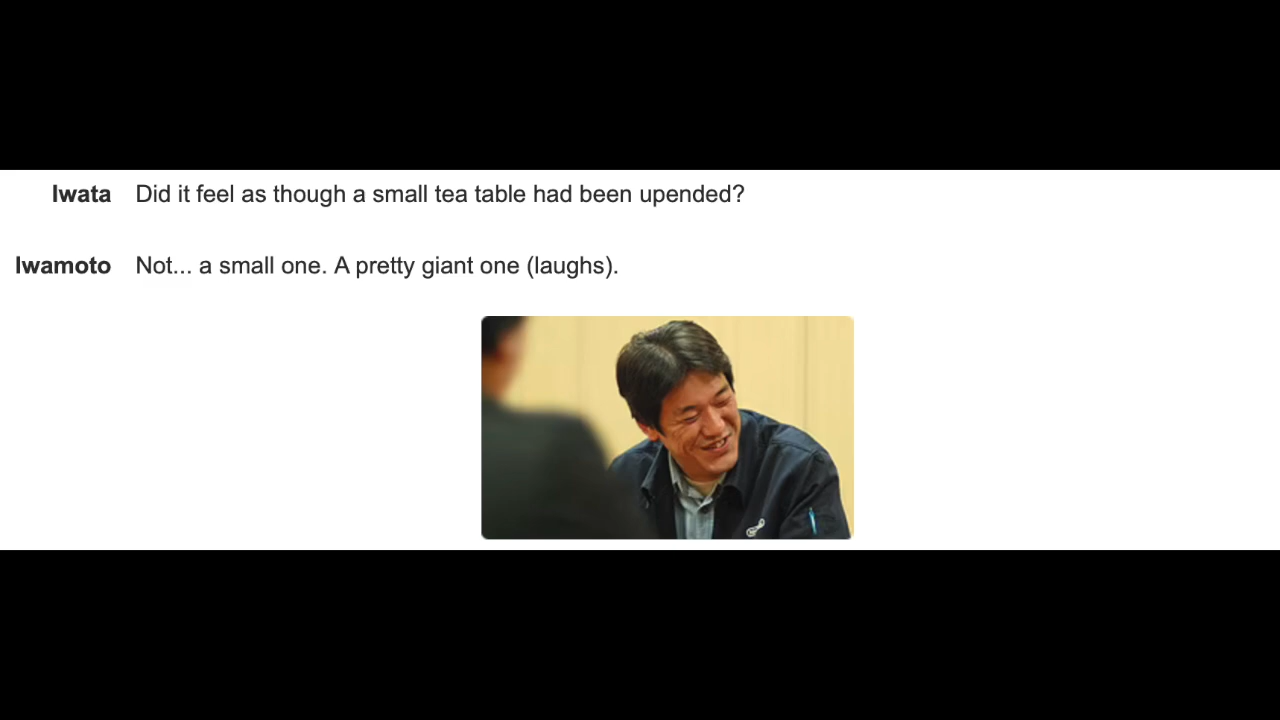 Iwata Did it feel as though a small tea table had been upended?
Iwamoto Not... a small one. A pretty giant one (laughs).